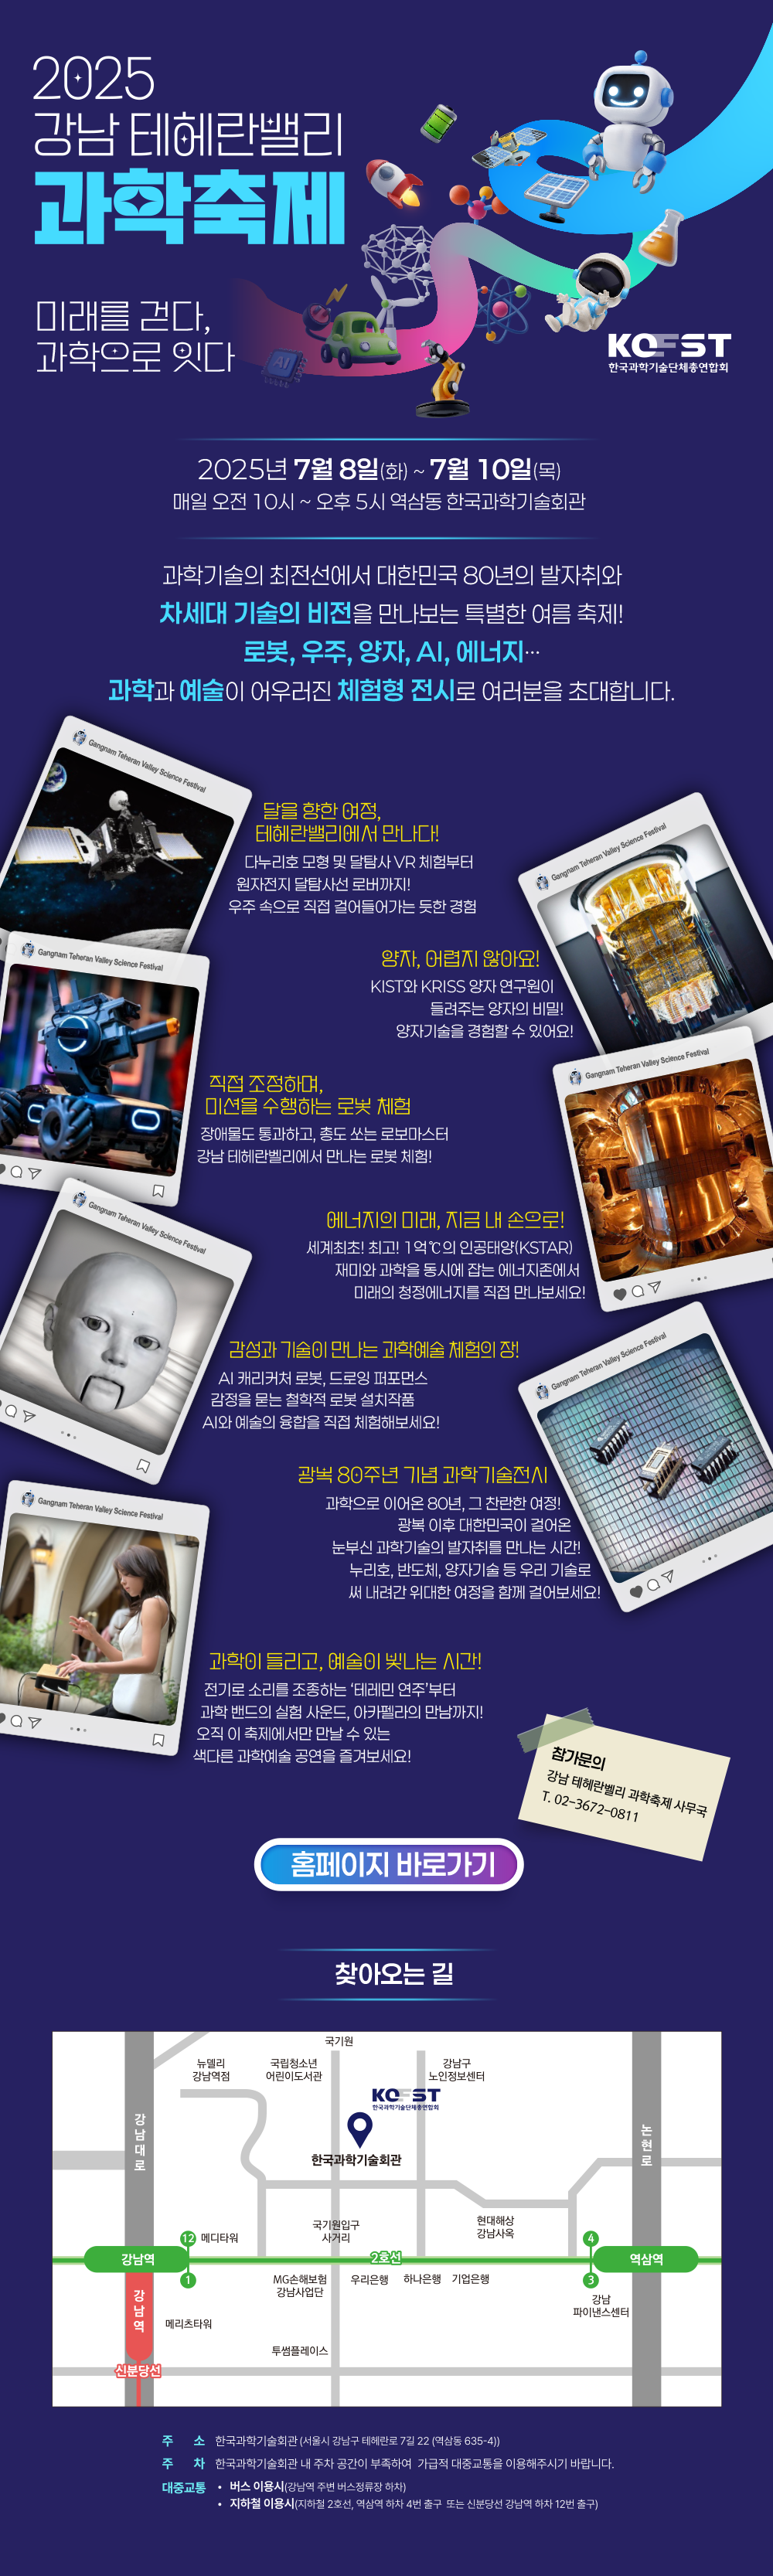 2025
강남 테헤란밸리
과학축제
미래를 걷다,
과학으로 잇다
AI
KOFST
한국과학기술단체총연합회
2025년 7월 8일(화) ~ 7월 10일(목)
매일 오전 10시 ~ 오후 5시 역삼동 한국과학기술회관
과학기술의 최전선에서 대한민국 80년의 발자취와
차세대 기술의 비전을 만나보는 특별한 여름 축제!
로봇, 우주, 양자, AI, 에너지…
과학과 예술이 어우러진 체험형 전시로 여러분을 초대합니다.
Gangnam Teheran Valley Science Festival
달을 향한 여정,
테헤란밸리에서 만나다!
다누리호 모형 및 달탐사 VR 체험부터
원자전지 달탐사선 로버까지!
우주 속으로 직접 걸어들어가는 듯한 경험
Gangnam Teheran Valley Science Festival
양자, 어렵지 않아요!
KIST와 KRISS 양자 연구원이
들려주는 양자의 비밀!
양자기술을 경험할 수 있어요!
Gangnam Teheran Valley Science Festival
직접 조정하며,
미션을 수행하는 로봇 체험
장애물도 통과하고, 총도 쏘는 로보마스터
강남 테헤란벨리에서 만나는 로봇 체험!
Gangnam Teheran Valley Science Festival
에너지의 미래, 지금 내 손으로!
세계최초! 최고! 1억℃의 인공태양(KSTAR)
재미와 과학을 동시에 잡는 에너지존에서
미래의 청정에너지를 직접 만나보세요!
Gangnam Teheran Valley Science Festival
감성과 기술이 만나는 과학예술 체험의 장!
AI 캐리커처 로봇, 드로잉 퍼포먼스
감정을 묻는 철학적 로봇 설치작품
AI와 예술의 융합을 직접 체험해보세요!
Gangnam Teheran Valley Science Festival
광복 80주년 기념 과학기술전시
과학으로 이어온 80년, 그 찬란한 여정!
광복 이후 대한민국이 걸어온
눈부신 과학기술의 발자취를 만나는 시간!
누리호, 반도체, 양자기술 등 우리 기술로
써 내려간 위대한 여정을 함께 걸어보세요!
Gangnam Teheran Valley Science Festival
과학이 들리고, 예술이 빛나는 시간!
전기로 소리를 조종하는 ‘테레민 연주’부터
과학 밴드의 실험 사운드, 아카펠라의 만남까지!
오직 이 축제에서만 만날 수 있는
색다른 과학예술 공연을 즐겨보세요!
참가문의
강남 테헤란벨리 과학축제 사무국
T. 02-3672-0811
홈페이지 바로가기
찾아오는 길
국기원
뉴델리
강남역점
국립청소년
어린이도서관
강남구
노인정보센터
KOFST
한국과학기술단체총연합회
한국과학기술회관
강남대로
논현로
국기원입구
사거리
현대해상
강남사옥
12 메디타워
4
강남역
2호선
역삼역
1
3
MG손해보험
강남사업단
우리은행
하나은행
기업은행
강남
파이낸스센터
강남역
메리츠타워
투썸플레이스
신분당선
주 소 한국과학기술회관 (서울시 강남구 테헤란로 7길 22 (역삼동 635-4))
주 차 한국과학기술회관 내 주차 공간이 부족하여 가급적 대중교통을 이용해주시기 바랍니다.
대중교통 • 버스 이용시(강남역 주변 버스정류장 하차)
• 지하철 이용시(지하철 2호선, 역삼역 하차 4번 출구 또는 신분당선 강남역 하차 12번 출구)